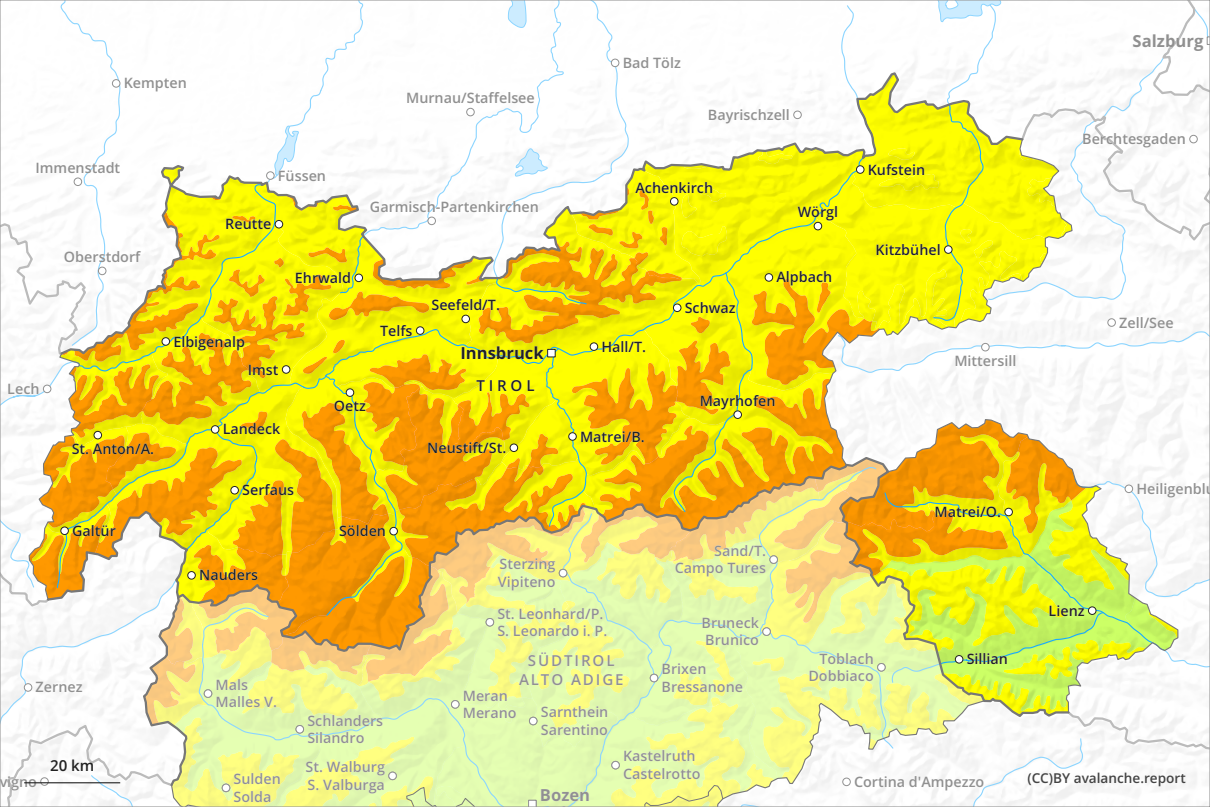 Salzburg
Bad Tölz
Kempten
Murnau/Staffelsee
Bayrischzell
Berchtesgaden
Immenstadt
Füssen
Kufstein
Achenkirch
Garmisch-Partenkirchen
Wörgl
Reutte
Kitzbühel
Oberstdorf
Ehrwald
Alpbach
Seefeld/T.
Schwaz
Zell/See
Telfs
Elbigenalp
Innsbruck
Hall/T.
Mittersill
Imst
TIROL
Lech
Oetz
Mayrhofen
Landeck
Matrei/B.
St. Anton/A.
Neustift/St.
Serfaus
Heiligenblu
Matrei/O.
Galtür
Sölden
Sand/T.
Campo Tures
Sterzing
Vipiteno
Nauders
St. Leonhard/P.
S. Leonardo i. P.
Lienz
Bruneck
Brunico
SÜDTIROL
ALTO ADIGE
Toblach
Dobbiaco
Sillian
Zernez
Mals
Malles V.
Brixen
Bressanone
Meran
Merano
Sarnthein
Sarentino
Schlanders
Silandro
Kastelruth
Castelrotto
20 km
St. Walburg
S. Valburga
vigno
Sulden
Solda
Cortina d'Ampezzo
(CC)BY avalanche.report
Bozen